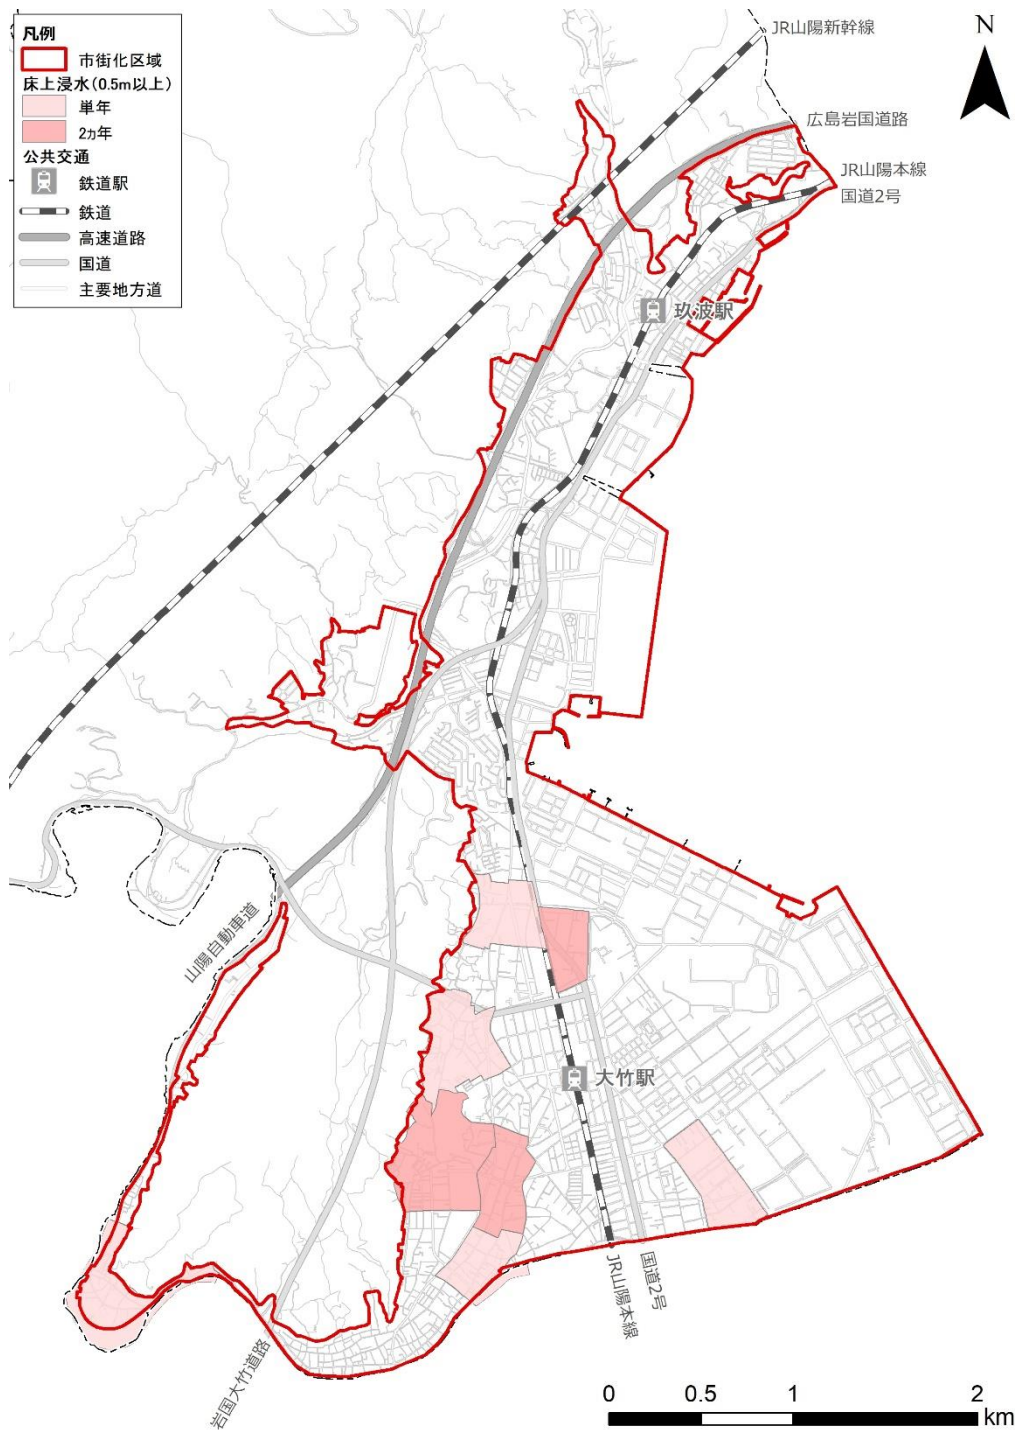 凡例
市街化区域
床上浸水(0.5m以上)
単年
2ヵ年
公共交通
鉄道駅
鉄道
高速道路
国道
主要地方道
JR山陽新幹線
N
広島岩国道路
JR山陽本線
国道2号
玖波駅
山陽自動車道
大竹駅
JR山陽本線
国道2号
岩国大竹道路
0 0.5 1 2
km